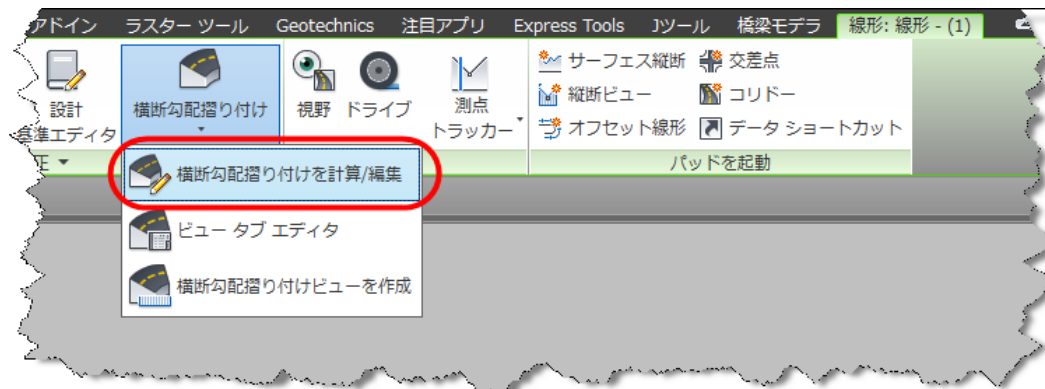 アドイン ラスター ツール Geotechnics 注目アプリ Express Tools Jツール 橋梁モデラ 線形: 線形 - (1)
設計
基準エディタ
横断勾配摺り付け
視野 ドライブ
測点
トラッカー
サーフェス縦断 交差点
縦断ビュー コリドー
オフセット線形 データ ショートカット
パッドを起動
横断勾配摺り付けを計算/編集
ビュー タブ エディタ
横断勾配摺り付けビューを作成